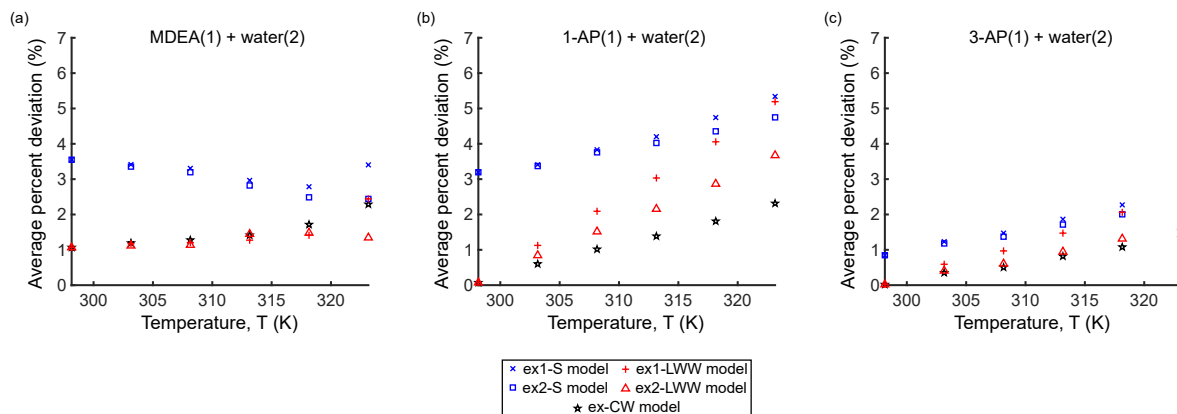 (a)
MDEA(1) + water(2)
Average percent deviation (%)
7
6
5
4
3
2
1
0
300 305 310 315 320
Temperature, T (K)
(b)
1-AP(1) + water(2)
Average percent deviation (%)
7
6
5
4
3
2
1
0
300 305 310 315 320
Temperature, T (K)
(c)
3-AP(1) + water(2)
Average percent deviation (%)
7
6
5
4
3
2
1
0
300 305 310 315 320
Temperature, T (K)
ex1-S model ex1-LWW model
ex2-S model ex2-LWW model
ex-CW model